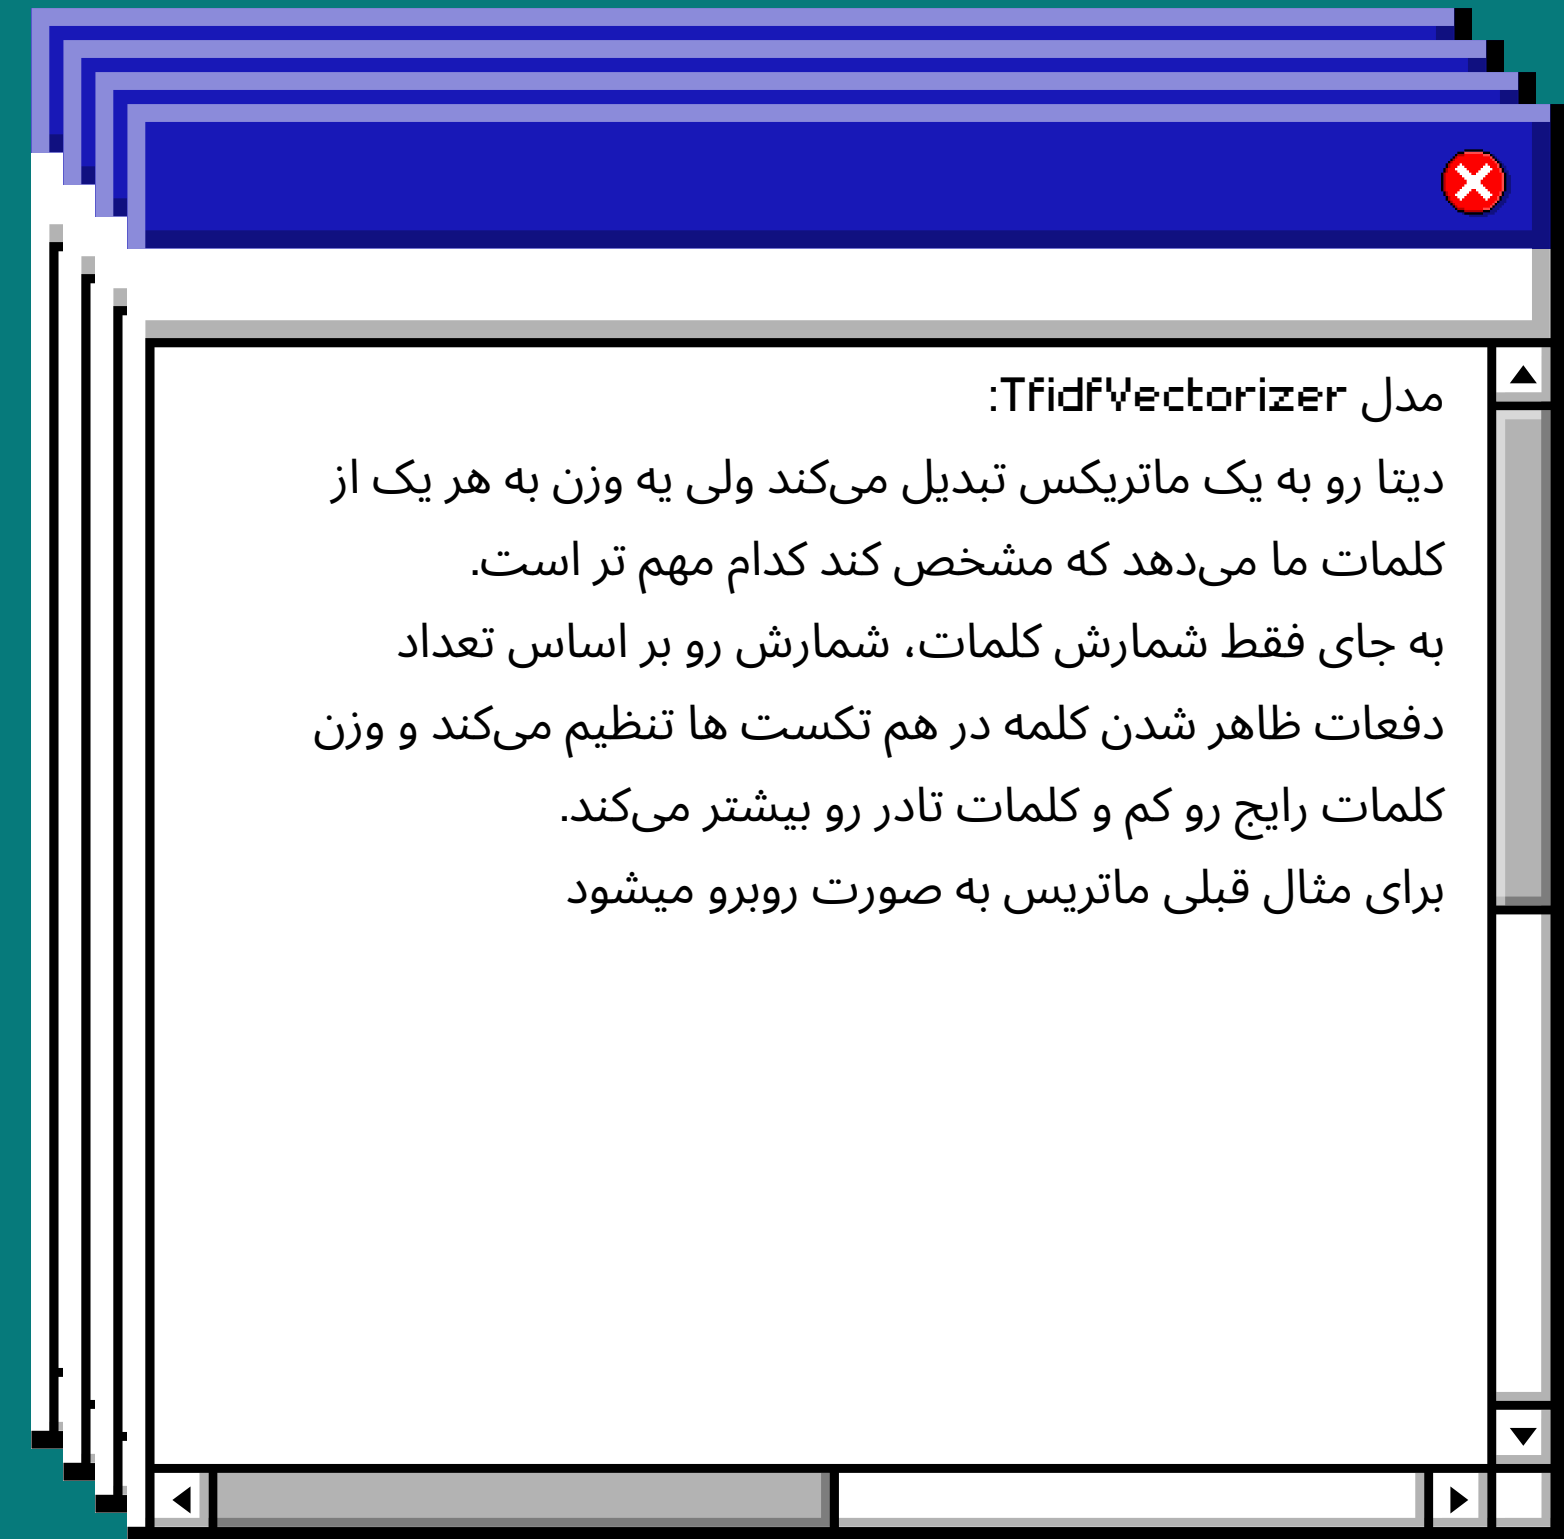 مدل TfidfVectorizer:
دیتا رو به یک ماتریکس تبدیل می‌کند ولی یه وزن به هر یک از
کلمات ما می‌دهد که مشخص کند کدام مهم تر است.
به جای فقط شمارش کلمات، شمارش رو بر اساس تعداد
دفعات ظاهر شدن کلمه در هم تکست ها تنظیم می‌کند و وزن
کلمات رایج رو کم و کلمات تادر رو بیشتر می‌کند.
برای مثال قبلی ماتریس به صورت روبرو میشود